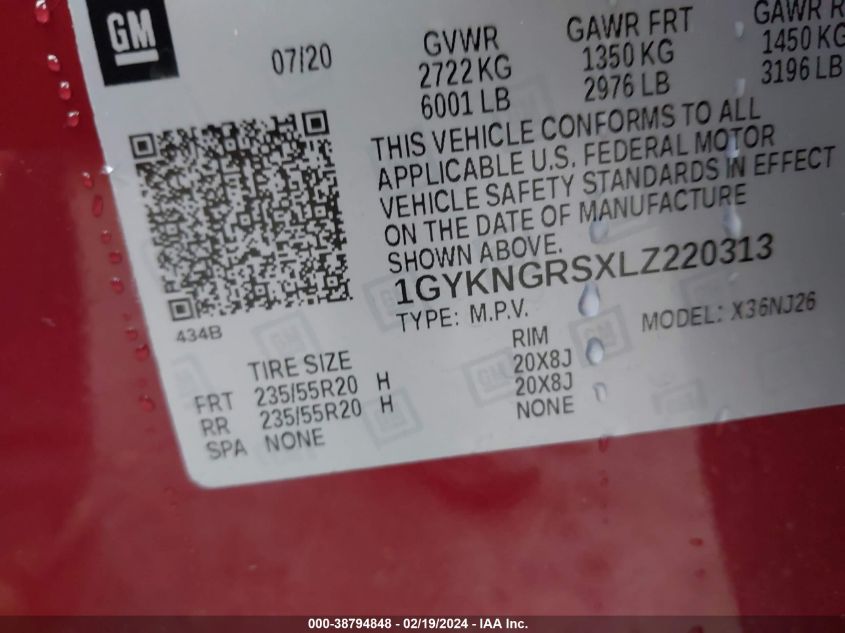 GM
07/20
GVWR
2722 KG
6001 LB
GAWR FRT
1350 KG
2976 LB
GAWR R
1450 KG
3196 LB
THIS VEHICLE CONFORMS TO ALL
APPLICABLE U.S. FEDERAL MOTOR
VEHICLE SAFETY STANDARDS IN EFFECT
ON THE DATE OF MANUFACTURE
SHOWN ABOVE.
1GYKNGRSXLZ220313
TYPE: M.P.V.
MODEL: X36NJ26
434B
TIRE SIZE
RIM
FRT 235/55R20 H 20X8J
RR 235/55R20 H 20X8J
SPA NONE NONE
000-38794848 - 02/19/2024 - IAA Inc.